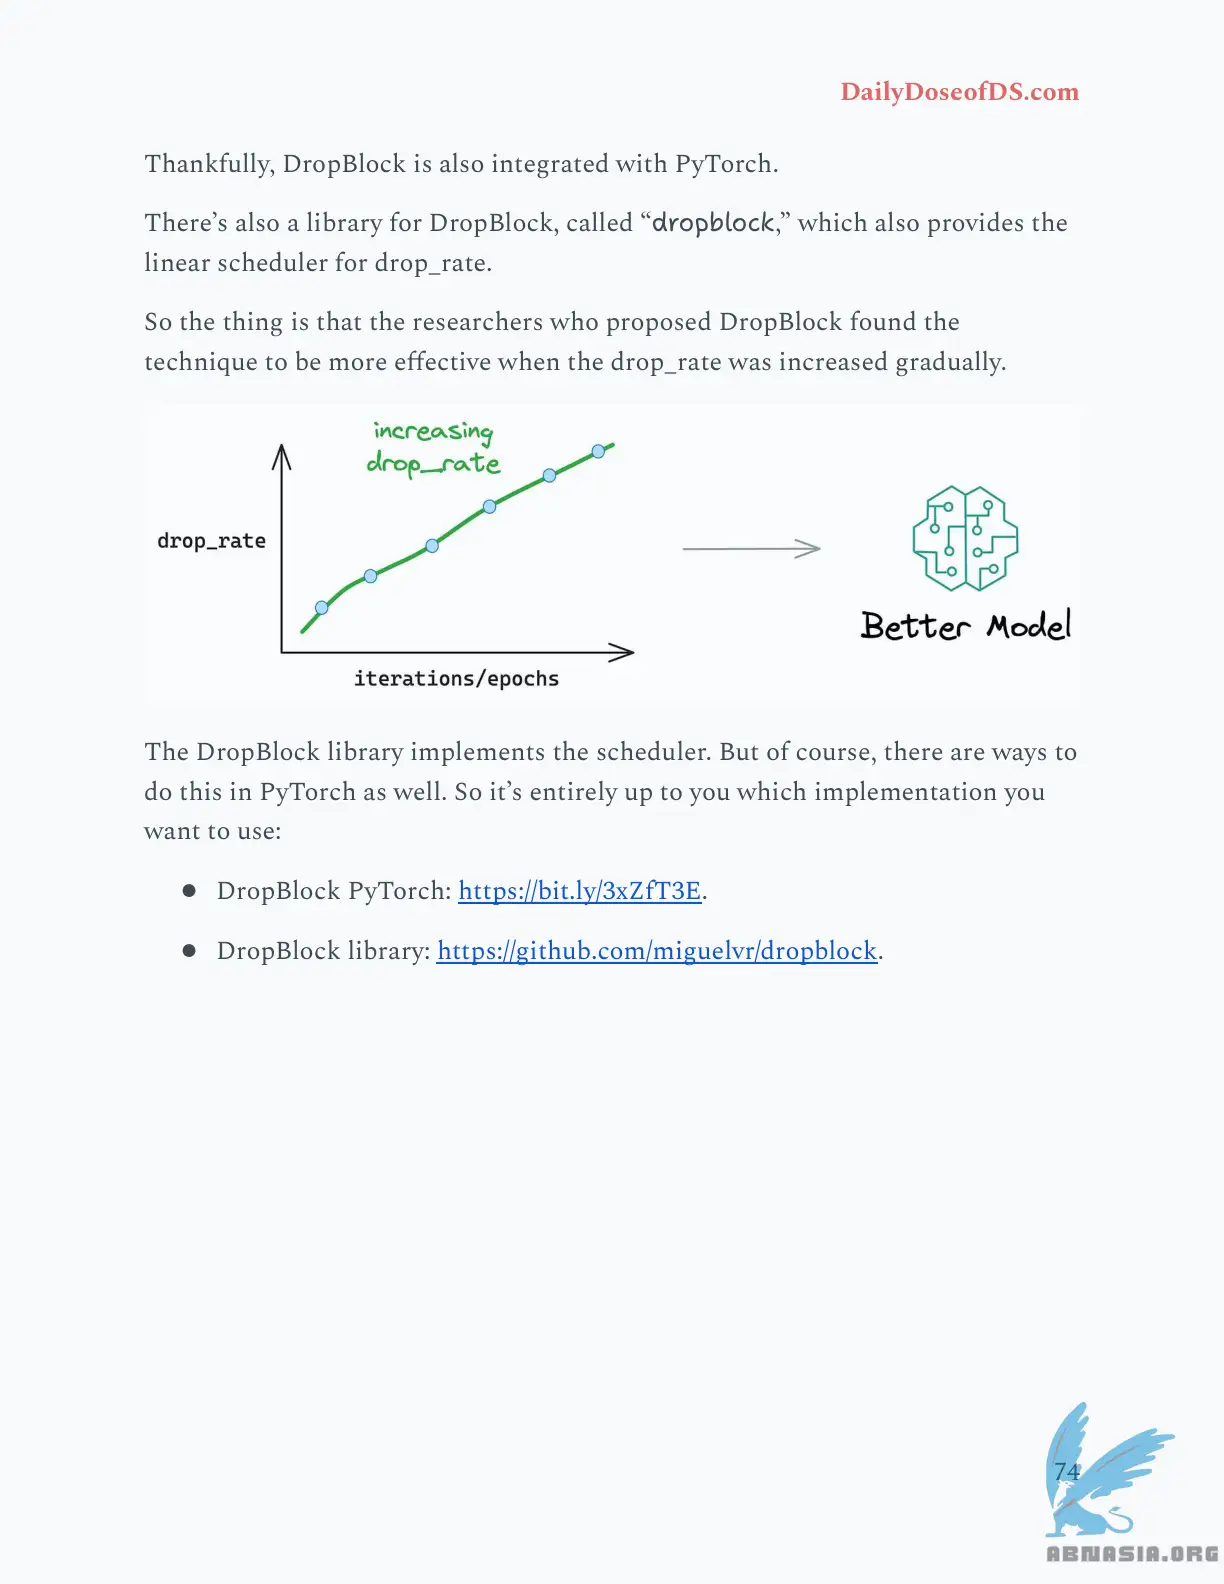 DailyDoseofDS.com
Thankfully, DropBlock is also integrated with PyTorch.
There’s also a library for DropBlock, called “dropblock,” which also provides the
linear scheduler for drop_rate.
So the thing is that the researchers who proposed DropBlock found the
technique to be more effective when the drop_rate was increased gradually.
increasing
drop_rate
drop_rate
iterations/epochs
Better Model
The DropBlock library implements the scheduler. But of course, there are ways to
do this in PyTorch as well. So it’s entirely up to you which implementation you
want to use:
● DropBlock PyTorch: https://bit.ly/3xZfT3E.
● DropBlock library: https://github.com/miguelvr/dropblock.
74
ABNASIA.ORG